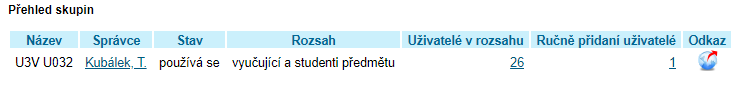 Přehled skupin
Název Správce Stav Rozsah Uživatelé v rozsahu Ručně přidaní uživatelé Odkaz
U3V U032 Kubálek, T. používá se vyučující a studenti předmětu 26 1